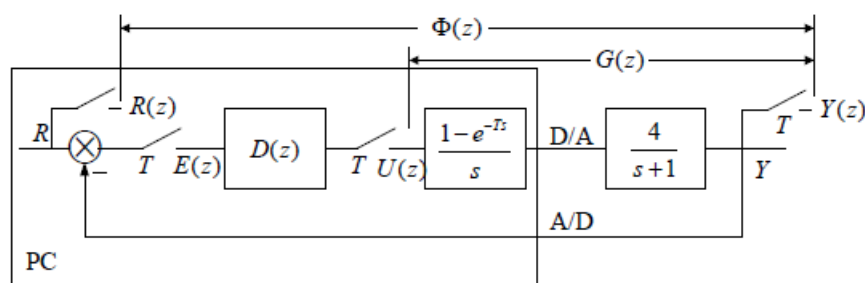 Φ(z)
G(z)
R(z)
R
T
E(z)
D(z)
T
U(z)
1−e^{−Ts}
s
D/A
4
s+1
T
Y(z)
Y
−
A/D
PC